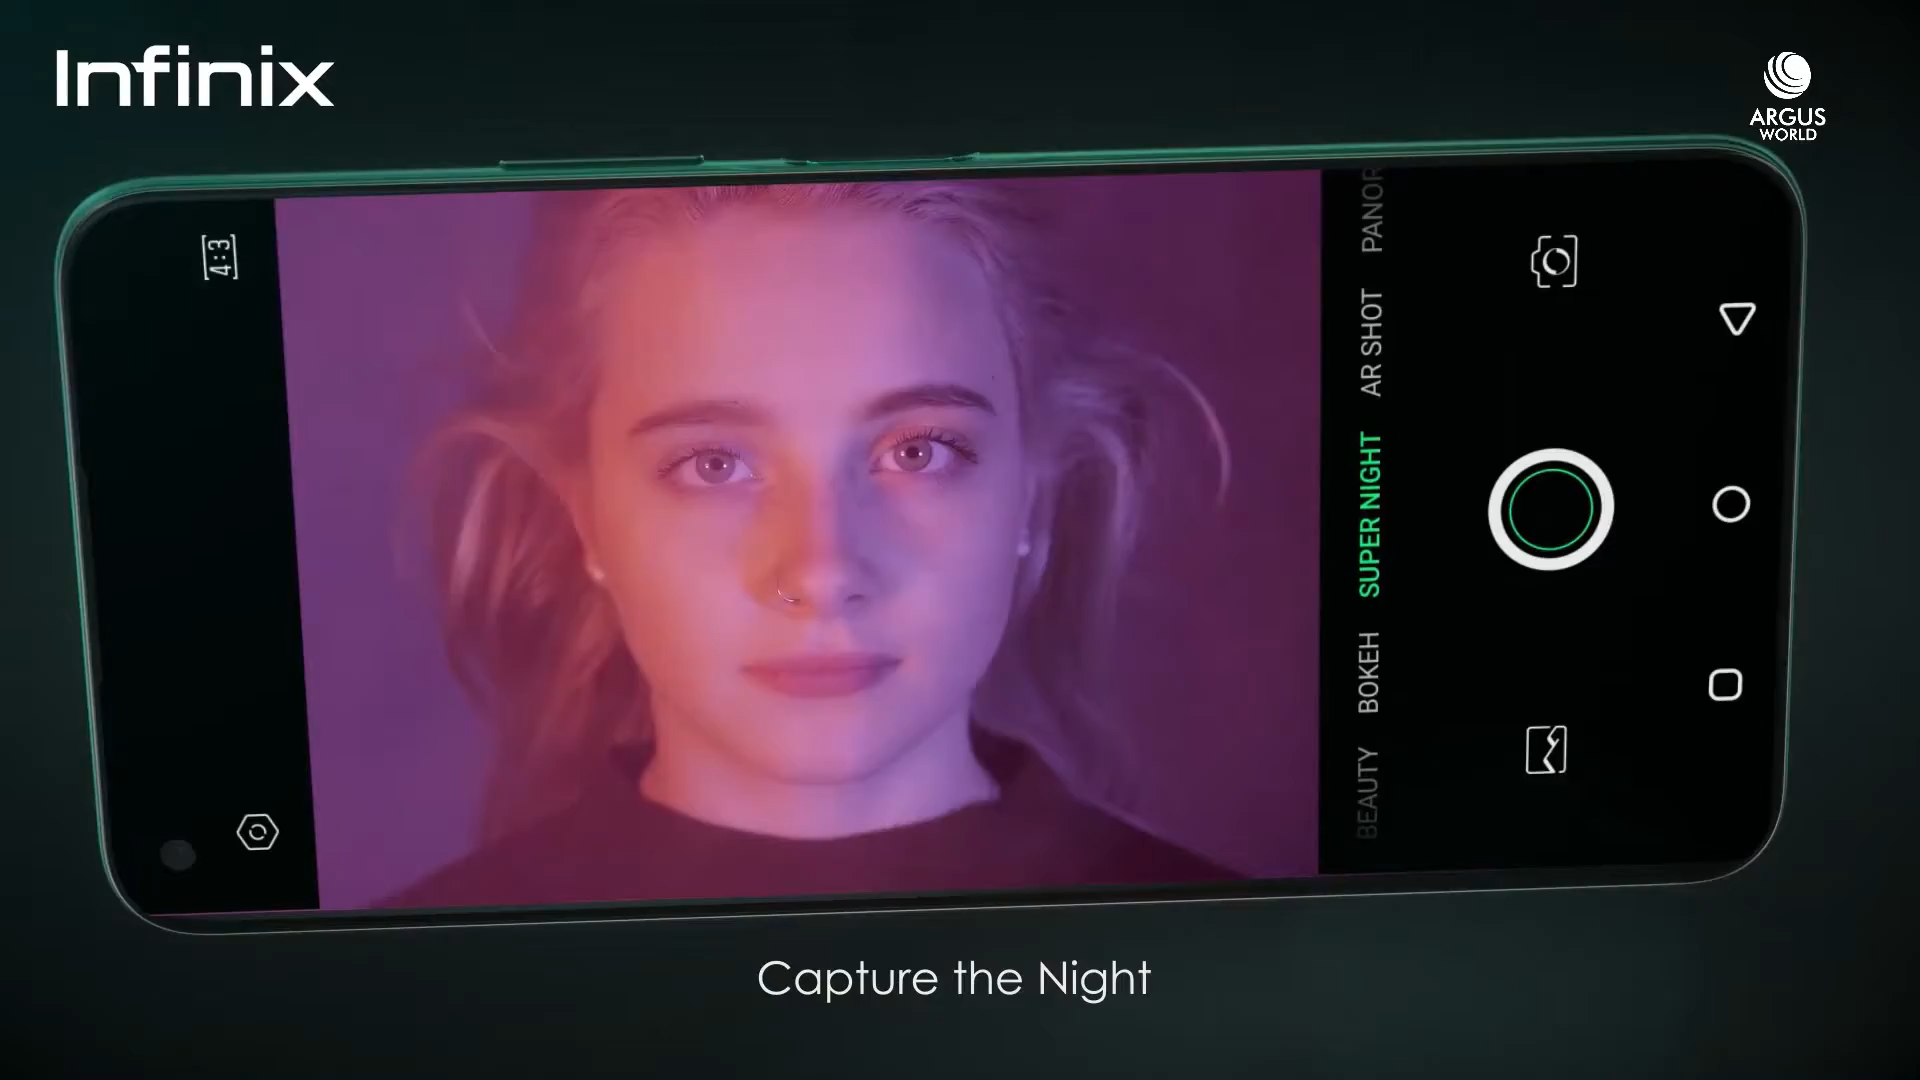 Infinix
ARGUS
WORLD
4:3
PANOR
AR SHOT
SUPER NIGHT
BOKEH
BEAUTY
Capture the Night